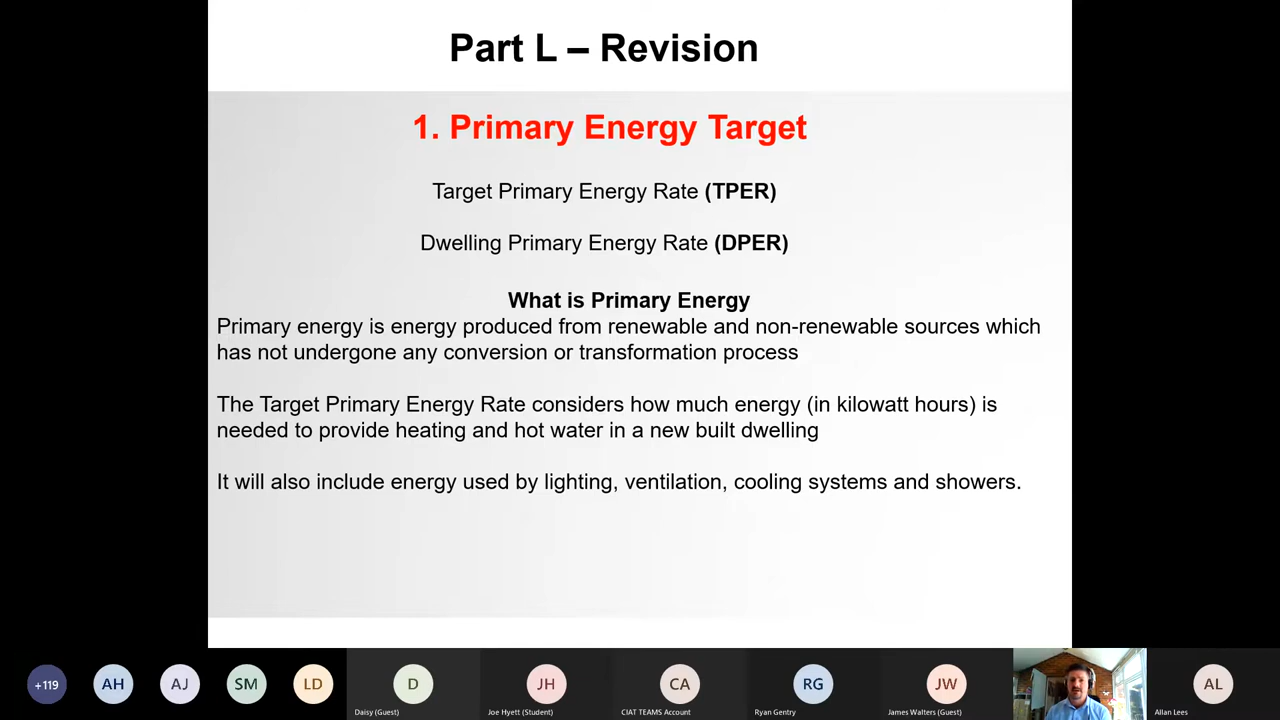 Part L – Revision
1. Primary Energy Target
Target Primary Energy Rate (TPER)
Dwelling Primary Energy Rate (DPER)
What is Primary Energy
Primary energy is energy produced from renewable and non-renewable sources which
has not undergone any conversion or transformation process
The Target Primary Energy Rate considers how much energy (in kilowatt hours) is
needed to provide heating and hot water in a new built dwelling
It will also include energy used by lighting, ventilation, cooling systems and showers.
+119
AH
AJ
SM
LD
D
JH
CA
RG
JW
AL
Daisy (Guest)
Joe Hyett (Student)
CIAT TEAMS Account
Ryan Gentry
James Walters (Guest)
Allan Lees